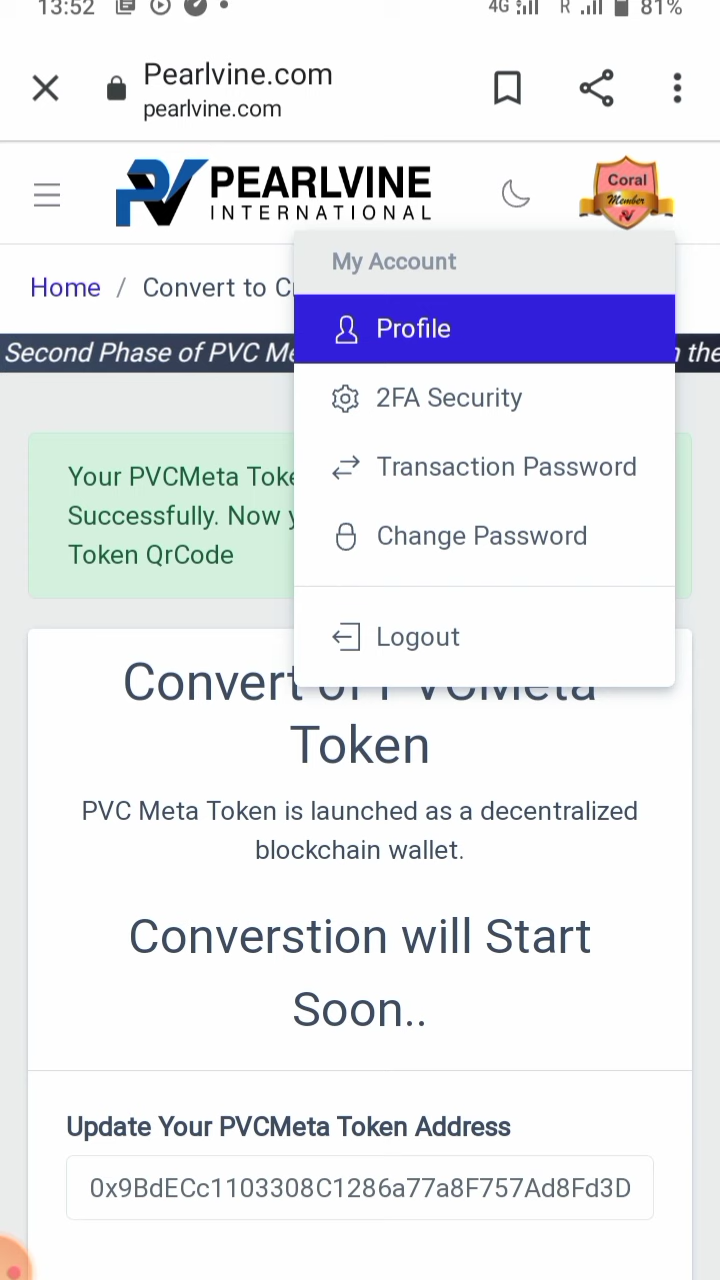 13:52 4G R 81%
Pearlvine.com
pearlvine.com
PEARLVINE
INTERNATIONAL
Coral
Member
My Account
Home / Convert to C
Profile
Second Phase of PVC Me the
2FA Security
Your PVCMeta Toke
Transaction Password
Successfully. Now
Change Password
Token QrCode
Logout
Convert of PVCMeta
Token
PVC Meta Token is launched as a decentralized
blockchain wallet.
Converstion will Start
Soon..
Update Your PVCMeta Token Address
0x9BdECc1103308C1286a77a8F757Ad8Fd3D